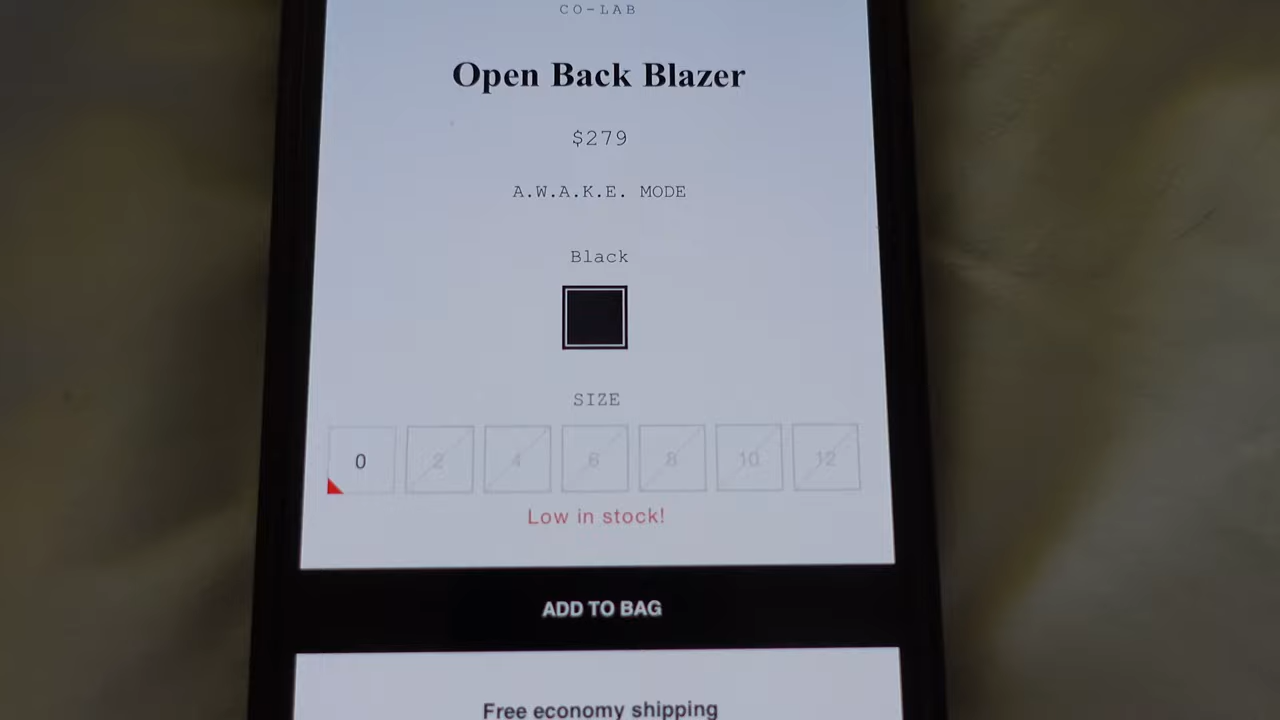 CO-LAB
Open Back Blazer
$279
A.W.A.K.E. MODE
Black
SIZE
0 2 4 6 8 10 12
Low in stock!
ADD TO BAG
Free economy shipping